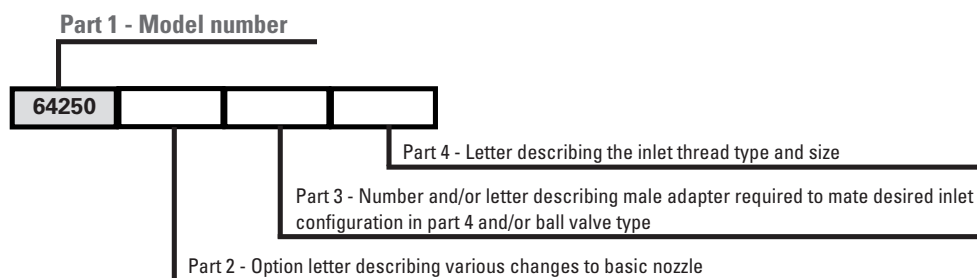 Part 1 - Model number
64250
Part 4 - Letter describing the inlet thread type and size
Part 3 - Number and/or letter describing male adapter required to mate desired inlet
configuration in part 4 and/or ball valve type
Part 2 - Option letter describing various changes to basic nozzle